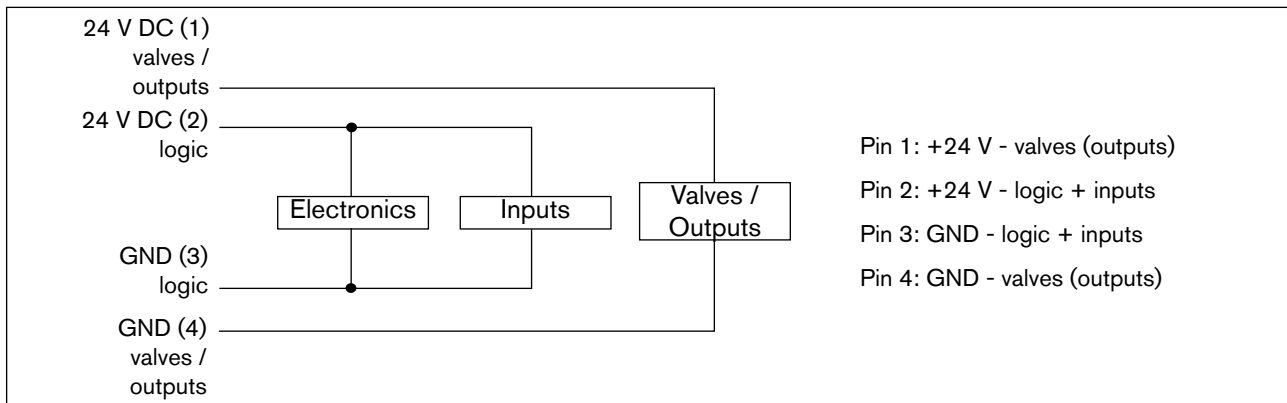 24 V DC (1)
valves /
outputs
24 V DC (2)
logic
Electronics
Inputs
Valves /
Outputs
GND (3)
logic
GND (4)
valves /
outputs
Pin 1: +24 V - valves (outputs)
Pin 2: +24 V - logic + inputs
Pin 3: GND - logic + inputs
Pin 4: GND - valves (outputs)